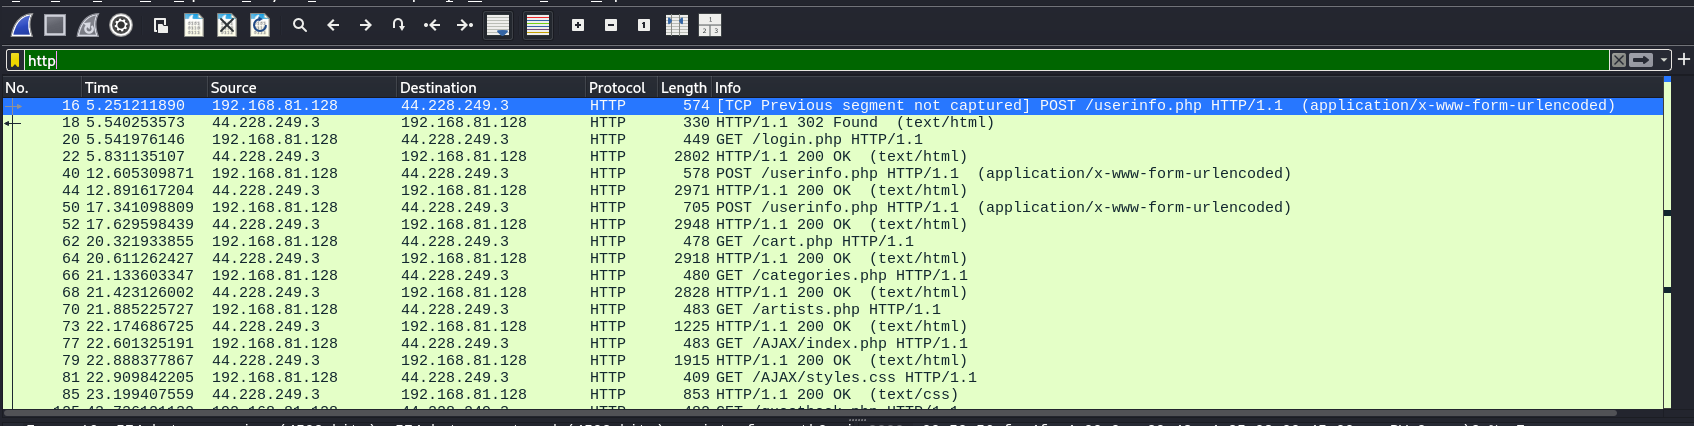 http
No. Time Source Destination Protocol Length Info
16 5.251211890 192.168.81.128 44.228.249.3 HTTP 574 [TCP Previous segment not captured] POST /userinfo.php HTTP/1.1 (application/x-www-form-urlencoded)
18 5.540253573 44.228.249.3 192.168.81.128 HTTP 330 HTTP/1.1 302 Found (text/html)
20 5.541976146 192.168.81.128 44.228.249.3 HTTP 449 GET /login.php HTTP/1.1
22 5.831135107 44.228.249.3 192.168.81.128 HTTP 2802 HTTP/1.1 200 OK (text/html)
40 12.605309871 192.168.81.128 44.228.249.3 HTTP 578 POST /userinfo.php HTTP/1.1 (application/x-www-form-urlencoded)
44 12.891617204 44.228.249.3 192.168.81.128 HTTP 2971 HTTP/1.1 200 OK (text/html)
50 17.341098809 192.168.81.128 44.228.249.3 HTTP 705 POST /userinfo.php HTTP/1.1 (application/x-www-form-urlencoded)
52 17.629598439 44.228.249.3 192.168.81.128 HTTP 2948 HTTP/1.1 200 OK (text/html)
62 20.321933855 192.168.81.128 44.228.249.3 HTTP 478 GET /cart.php HTTP/1.1
64 20.611262427 44.228.249.3 192.168.81.128 HTTP 2918 HTTP/1.1 200 OK (text/html)
66 21.133603347 192.168.81.128 44.228.249.3 HTTP 480 GET /categories.php HTTP/1.1
68 21.423126002 44.228.249.3 192.168.81.128 HTTP 2828 HTTP/1.1 200 OK (text/html)
70 21.885225727 192.168.81.128 44.228.249.3 HTTP 483 GET /artists.php HTTP/1.1
73 22.174686725 44.228.249.3 192.168.81.128 HTTP 1225 HTTP/1.1 200 OK (text/html)
77 22.601325191 192.168.81.128 44.228.249.3 HTTP 483 GET /AJAX/index.php HTTP/1.1
79 22.888377867 44.228.249.3 192.168.81.128 HTTP 1915 HTTP/1.1 200 OK (text/html)
81 22.909842205 192.168.81.128 44.228.249.3 HTTP 409 GET /AJAX/styles.css HTTP/1.1
85 23.199407559 44.228.249.3 192.168.81.128 HTTP 853 HTTP/1.1 200 OK (text/css)